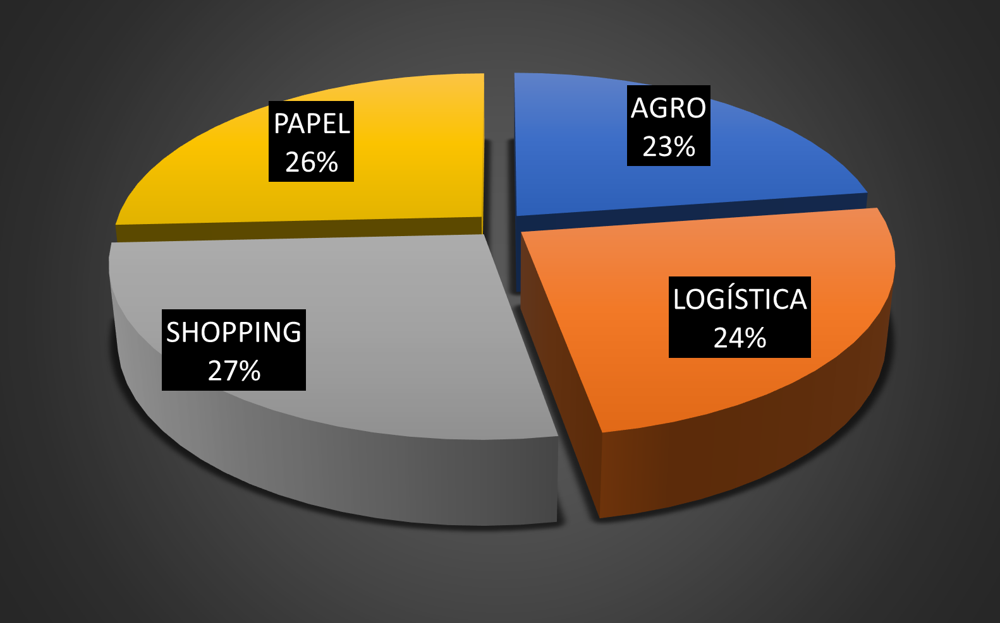 PAPEL
26%
AGRO
23%
SHOPPING
27%
LOGÍSTICA
24%